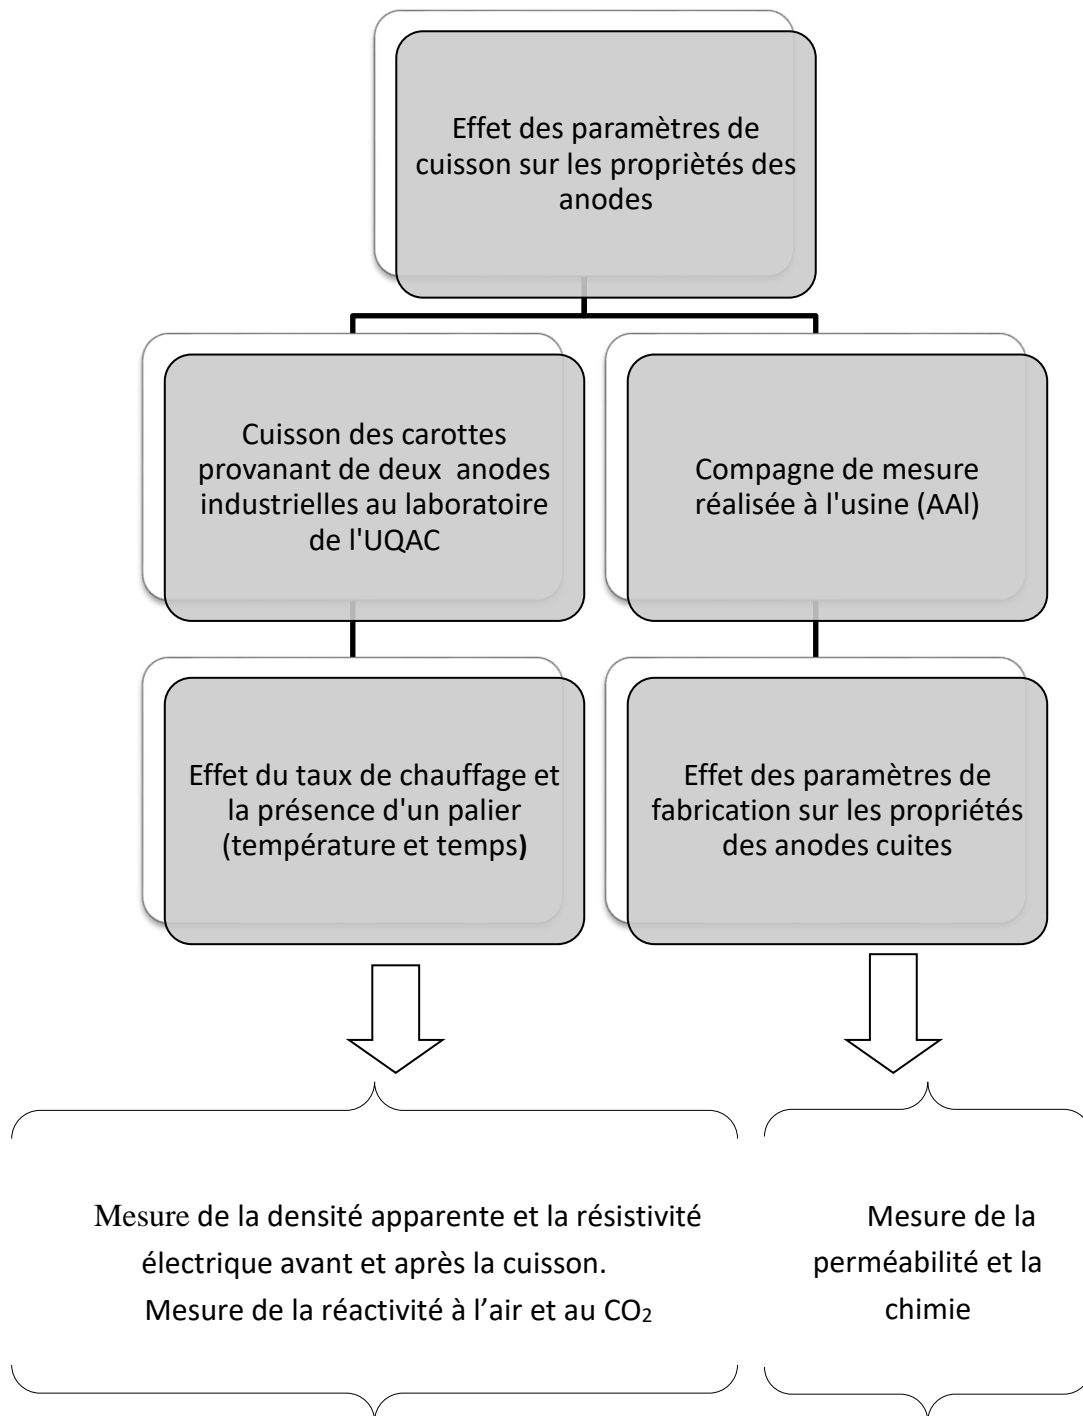 Effet des paramètres de
cuisson sur les propriètés des
anodes
Cuisson des carottes
provanant de deux anodes
industrielles au laboratoire
de l'UQAC
Compagne de mesure
réalisée à l'usine (AAl)
Effet du taux de chauffage et
la présence d'un palier
(température et temps)
Effet des paramètres de
fabrication sur les propriétés
des anodes cuites
Mesure de la densité apparente et la résistivité
électrique avant et après la cuisson.
Mesure de la réactivité à l’air et au CO₂
Mesure de la
perméabilité et la
chimie